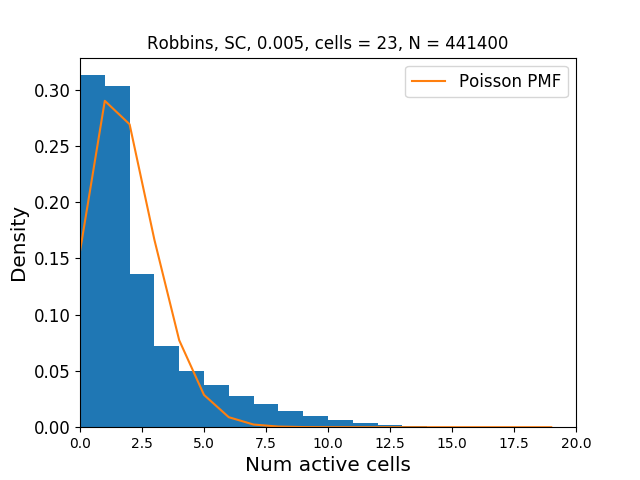 Robbins, SC, 0.005, cells = 23, N = 441400
Poisson PMF
Density
0.30
0.25
0.20
0.15
0.10
0.05
0.00
0.0 2.5 5.0 7.5 10.0 12.5 15.0 17.5 20.0
Num active cells